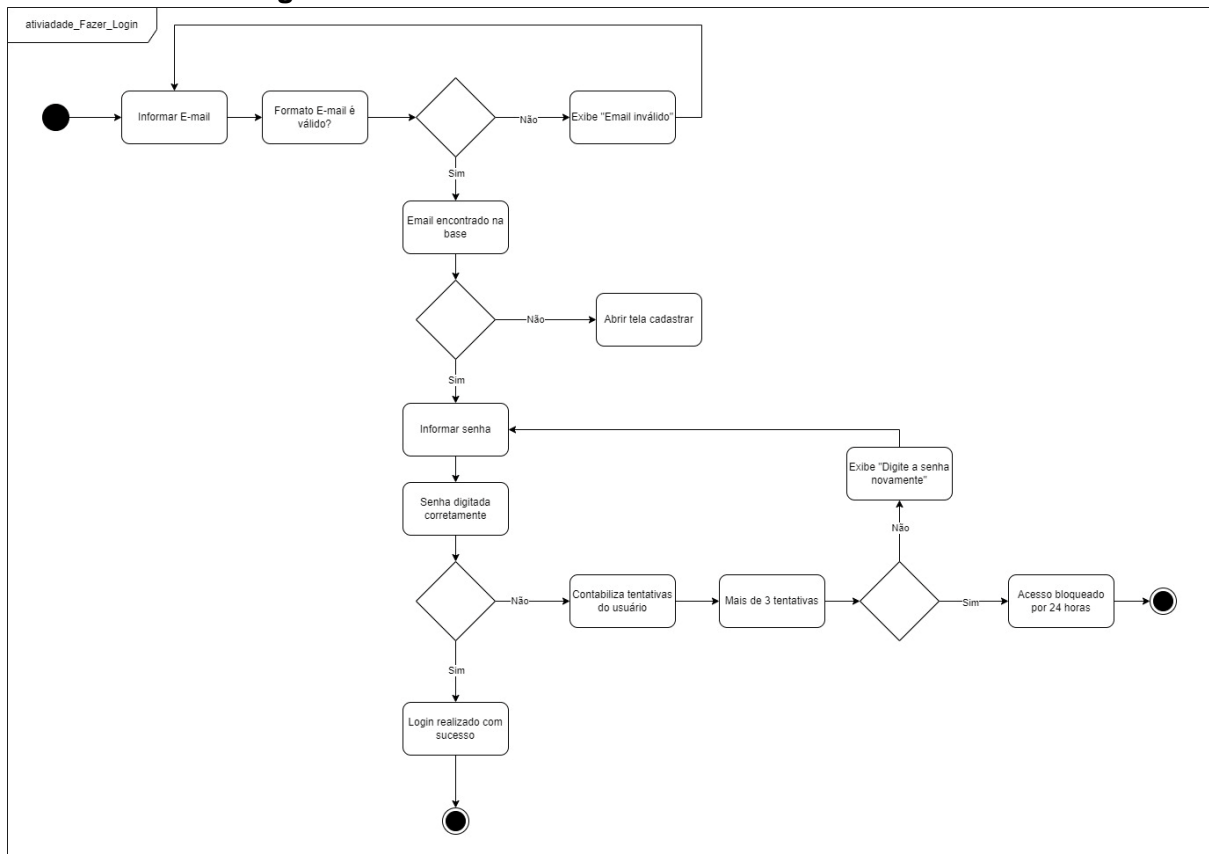 ativiadade_Fazer_Login
Informar E-mail
Formato E-mail é
válido?
Não
Exibe "Email inválido"
Sim
Email encontrado na
base
Não
Abrir tela cadastrar
Sim
Informar senha
Exibe "Digite a senha
novamente"
Senha digitada
corretamente
Não
Não
Contabiliza tentativas
do usuário
Mais de 3 tentativas
Sim
Acesso bloqueado
por 24 horas
Sim
Login realizado com
sucesso